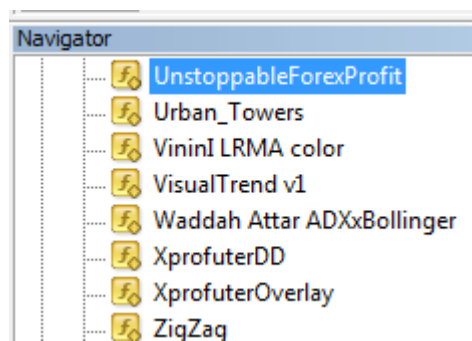 Navigator
UnstoppableForexProfit
Urban_Towers
VininI LRMA color
VisualTrend v1
Waddah Attar ADXxBollinger
XprofuterDD
XprofuterOverlay
ZigZag